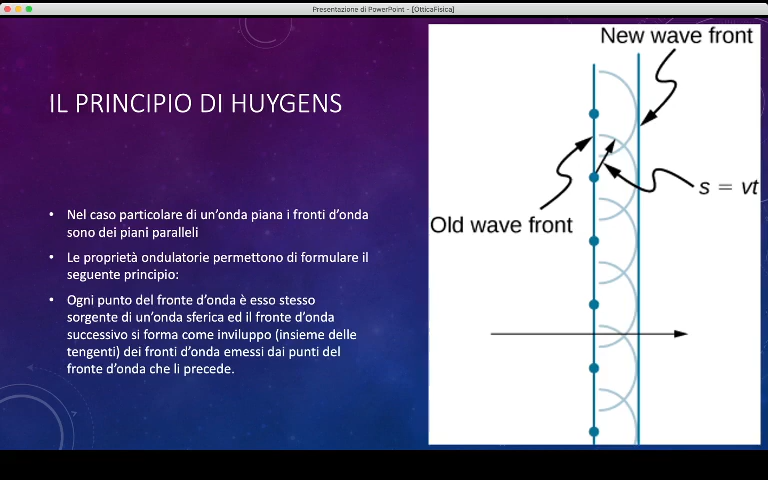 Presentazione di PowerPoint - [OtticaFisica]
IL PRINCIPIO DI HUYGENS
• Nel caso particolare di un'onda piana i fronti d'onda
sono dei piani paralleli
• Le proprietà ondulatorie permettono di formulare il
seguente principio:
• Ogni punto del fronte d'onda è esso stesso
sorgente di un'onda sferica ed il fronte d'onda
successivo si forma come inviluppo (insieme delle
tengenti) dei fronti d'onda emessi dai punti del
fronte d'onda che li precede.
New wave front
s = vt
Old wave front